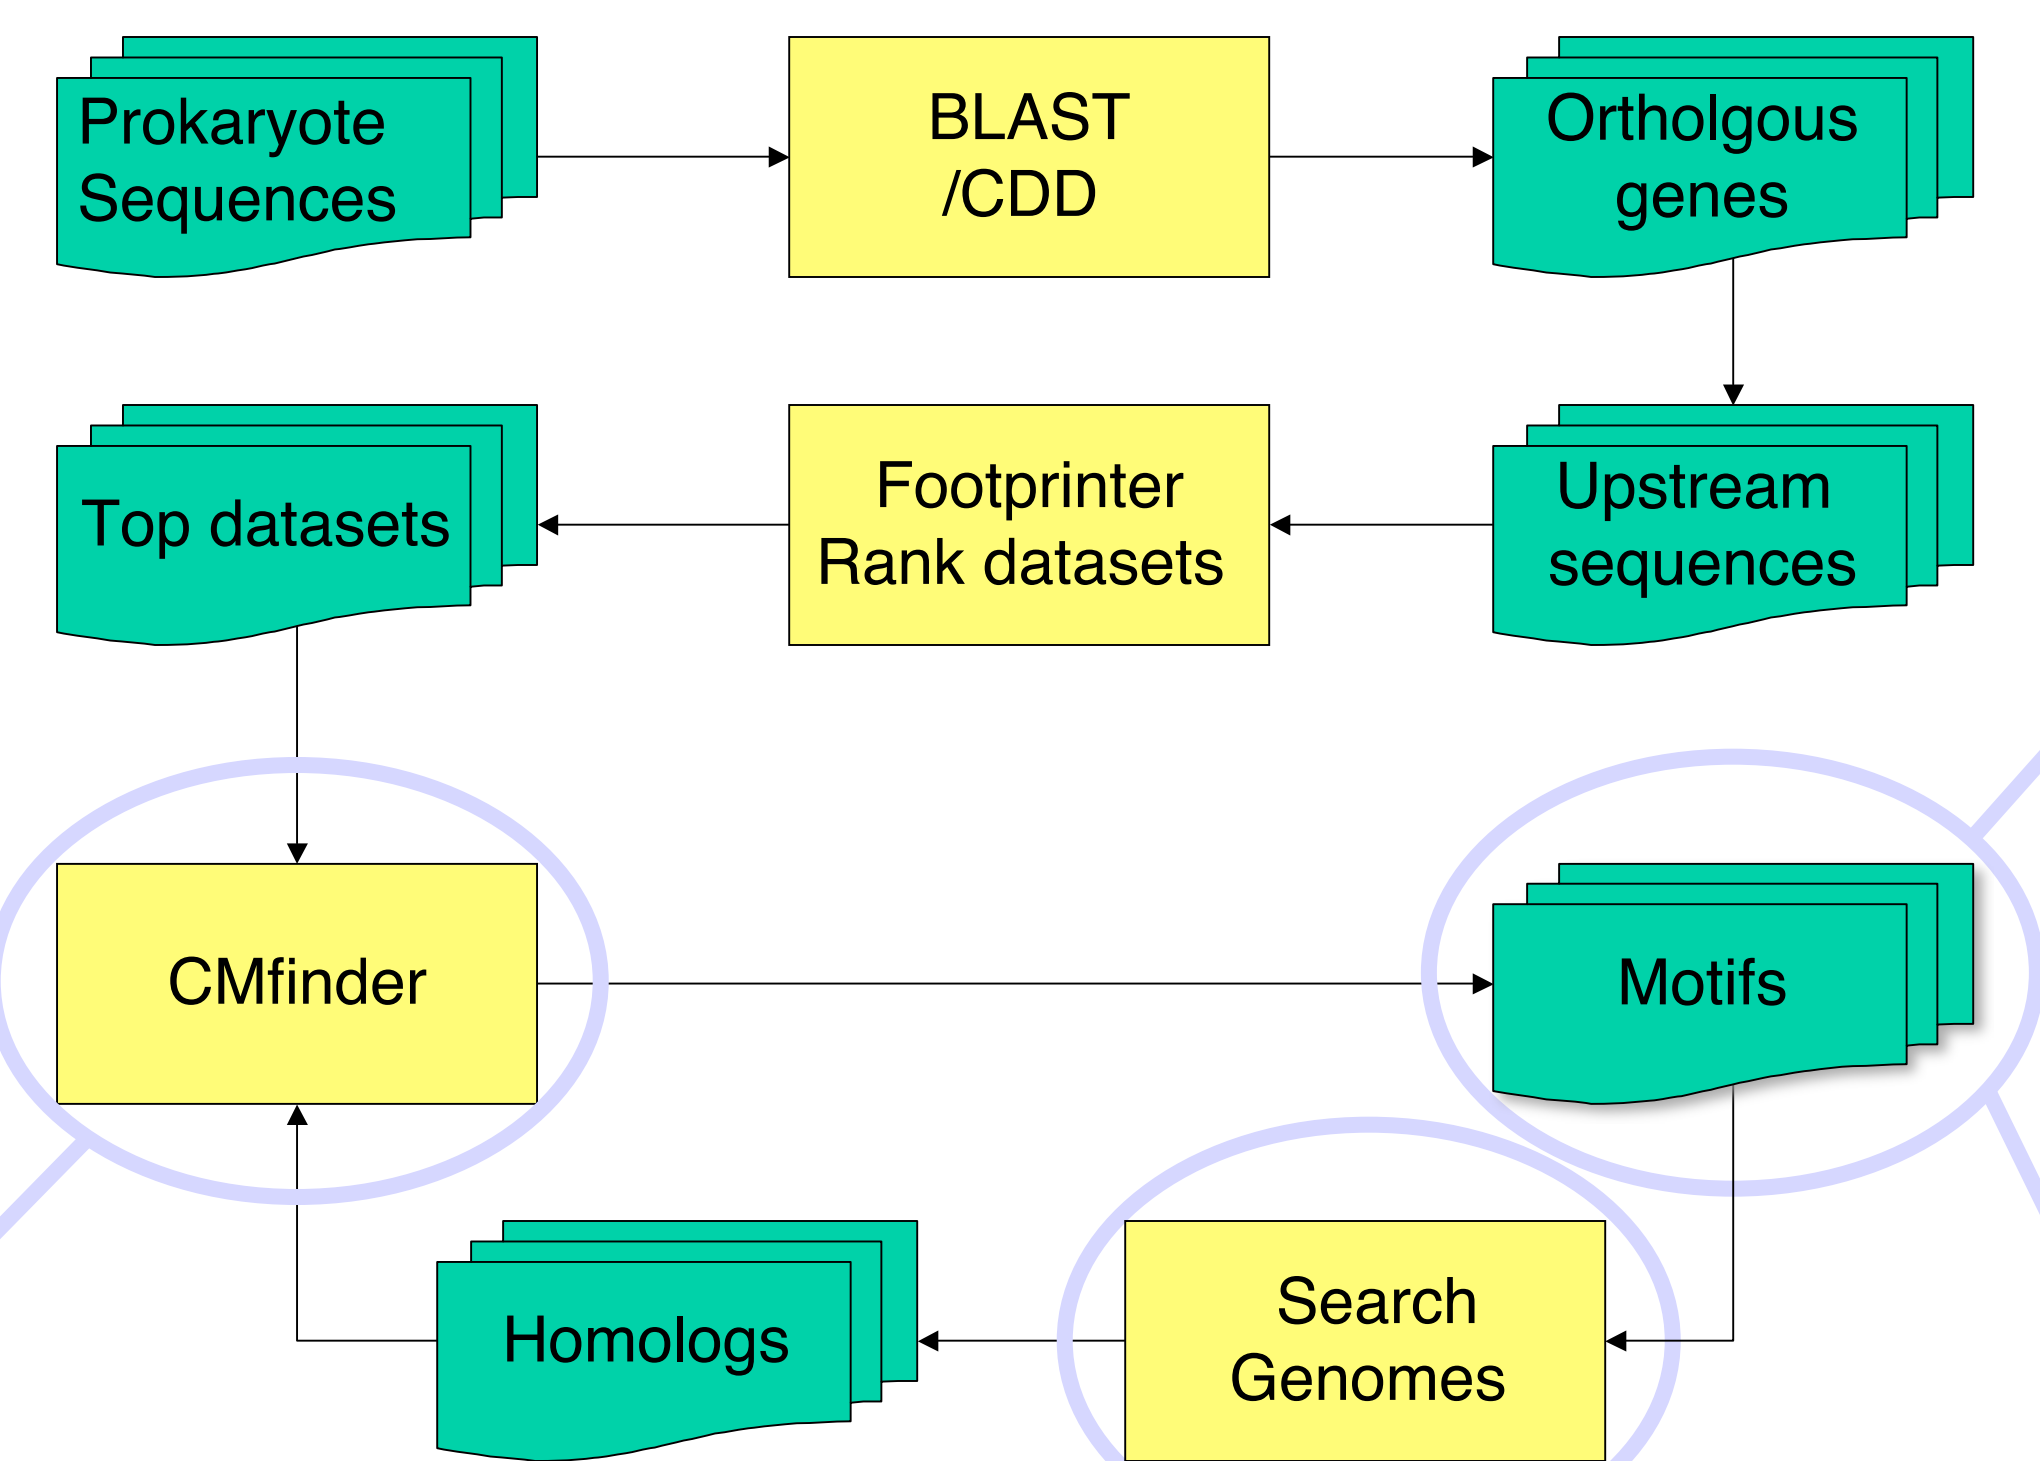 Prokaryote
Sequences
BLAST
/CDD
Ortholgous
genes
Top datasets
Footprinter
Rank datasets
Upstream
sequences
CMfinder
Motifs
Homologs
Search
Genomes